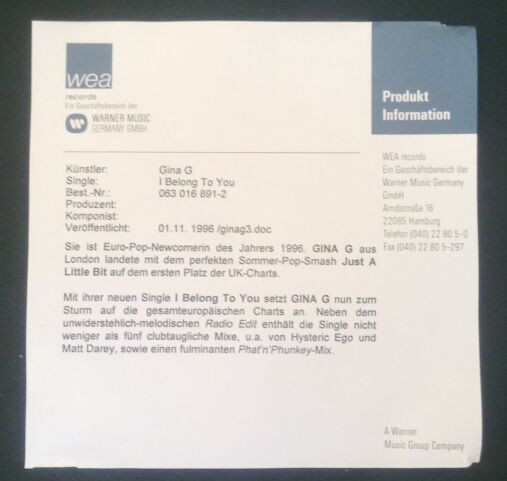 wea
records
Ein Geschäftsbereich der
WARNER MUSIC
GERMANY GMBH
Produkt
Information
Künstler: Gina G
Single: I Belong To You
Best.-Nr.: 063 016 891-2
Produzent:
Komponist:
Veröffentlicht: 01.11. 1996 /ginag3.doc
Sie ist Euro-Pop-Newcomerin des Jahrers 1996. GINA G aus
London landete mit dem perfekten Sommer-Pop-Smash Just A
Little Bit auf dem ersten Platz der UK-Charts.
Mit ihrer neuen Single I Belong To You setzt GINA G nun zum
Sturm auf die gesamteuropäischen Charts an. Neben dem
unwiderstehlich-melodischen Radio Edit enthält die Single nicht
weniger als fünf clubtaugliche Mixe, u.a. von Hysteric Ego und
Matt Darey, sowie einen fulminanten Phat'n'Phunkey-Mix.
WEA records
Ein Geschäftsbereich der
Warner Music Germany
GmbH
Arndtstraße 16
22085 Hamburg
Telefon (040) 22 80 5-0
Fax (040) 22 80 5-297
A Warner
Music Group Company